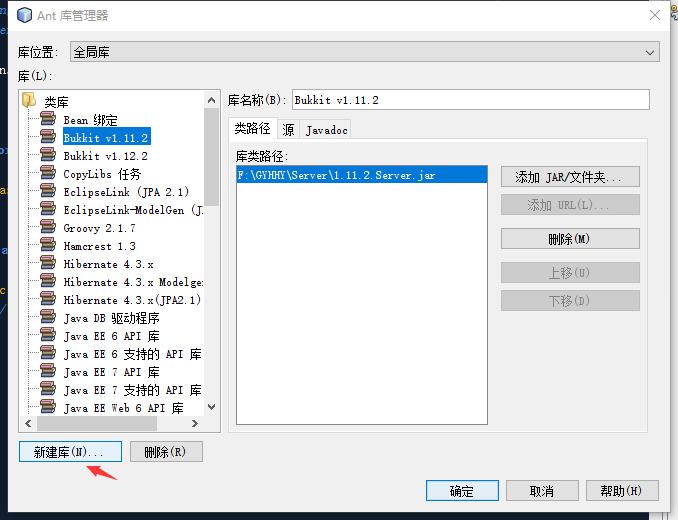 Ant 库管理器
库位置: 全局库
库(L):
类库
Bean 绑定
Bukkit v1.11.2
Bukkit v1.12.2
CopyLibs 任务
EclipseLink (JPA 2.1)
EclipseLink-ModelGen (J
Groovy 2.1.7
Hamcrest 1.3
Hibernate 4.3.x
Hibernate 4.3.x Modelge
Hibernate 4.3.x(JPA2.1)
Java DB 驱动程序
Java EE 6 API 库
Java EE 6 支持的 API 库
Java EE 7 API 库
Java EE 7 支持的 API 库
Java EE Web 6 API 库
新建库(N)... 删除(R)
库名称(B): Bukkit v1.11.2
类路径 源 Javadoc
库类路径:
F:\GYHHY\Server\1.11.2.Server.jar
添加 JAR/文件夹...
添加 URL(L)...
删除(M)
上移(U)
下移(D)
确定 取消 帮助(H)